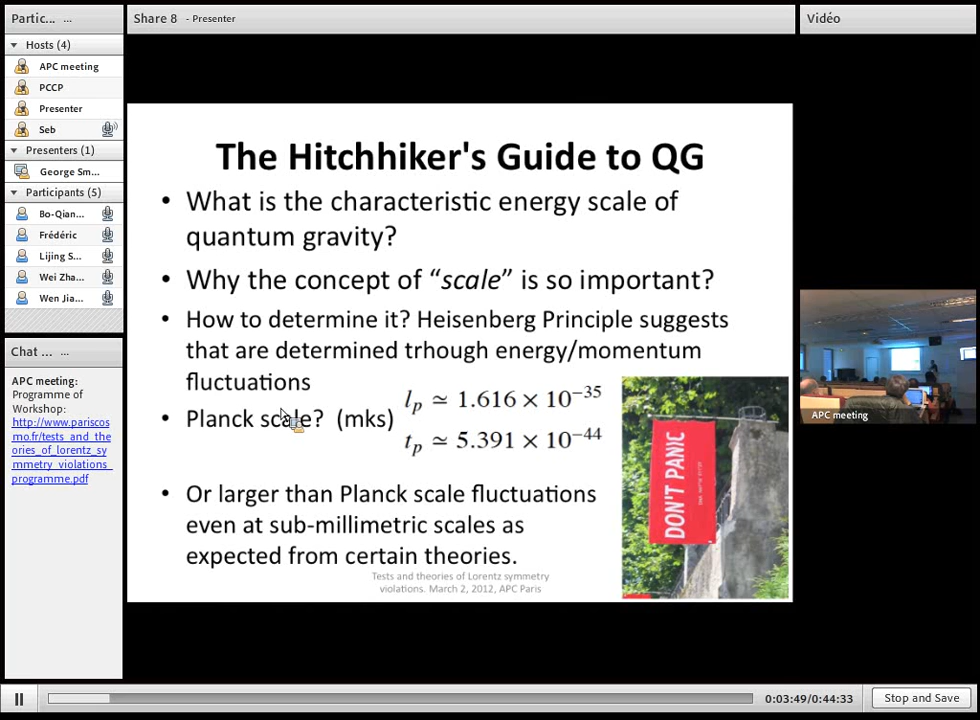 Partic... ...
Hosts (4)
APC meeting
PCCP
Presenter
Seb
Presenters (1)
George Sm...
Participants (5)
Bo-Qian...
Frédéric
Lijing S...
Wei Zha...
Wen Jia...
Chat ... ...
APC meeting:
Programme of
Workshop:
http://www.pariscos
mo.fr/tests_and_the
ories_of_lorentz_sy
mmetry_violations_
programme.pdf
Share 8 - Presenter
The Hitchhiker's Guide to QG
• What is the characteristic energy scale of
quantum gravity?
• Why the concept of “scale” is so important?
• How to determine it? Heisenberg Principle suggests
that are determined trhough energy/momentum
fluctuations
• Planck scale? (mks)
lₚ ≃ 1.616 × 10⁻³⁵
tₚ ≃ 5.391 × 10⁻⁴⁴
• Or larger than Planck scale fluctuations
even at sub-millimetric scales as
expected from certain theories.
DON'T PANIC
Tests and theories of Lorentz symmetry
violations. March 2, 2012, APC Paris
Vidéo
APC meeting
0:03:49/0:44:33
Stop and Save